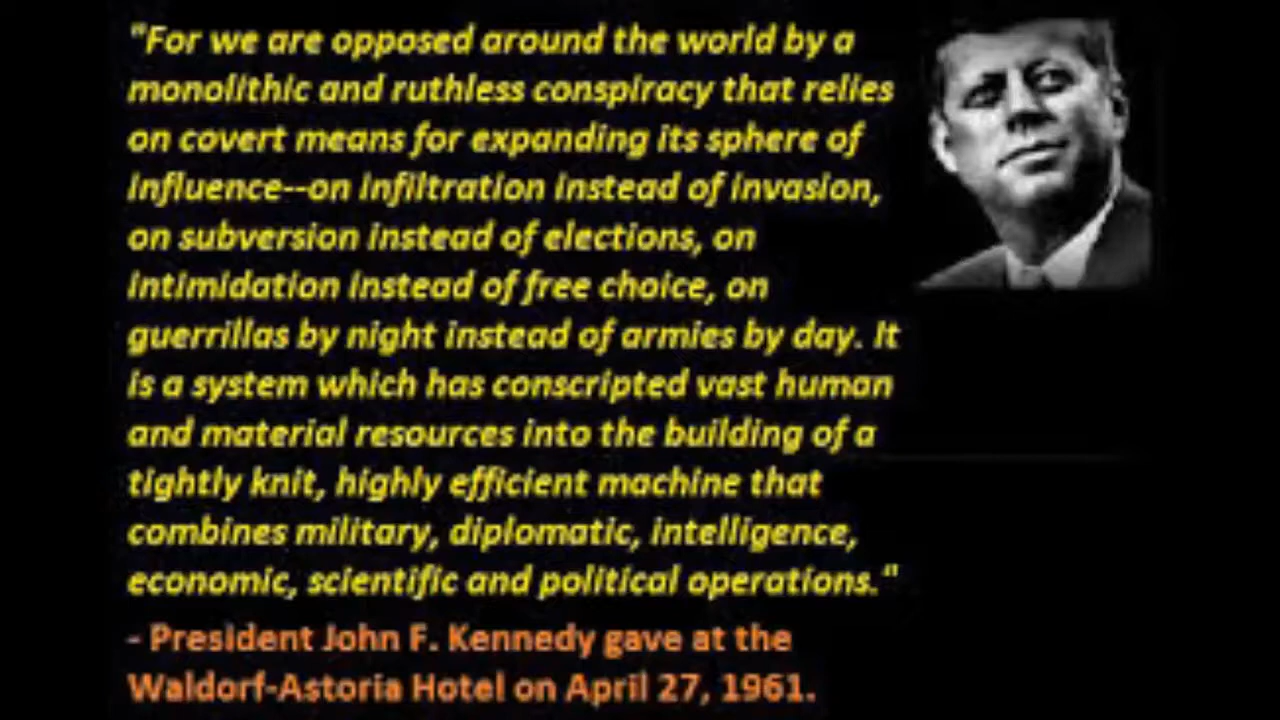 "For we are opposed around the world by a
monolithic and ruthless conspiracy that relies
on covert means for expanding its sphere of
influence--on infiltration instead of invasion,
on subversion instead of elections, on
intimidation instead of free choice, on
guerrillas by night instead of armies by day. It
is a system which has conscripted vast human
and material resources into the building of a
tightly knit, highly efficient machine that
combines military, diplomatic, intelligence,
economic, scientific and political operations."
- President John F. Kennedy gave at the
Waldorf-Astoria Hotel on April 27, 1961.